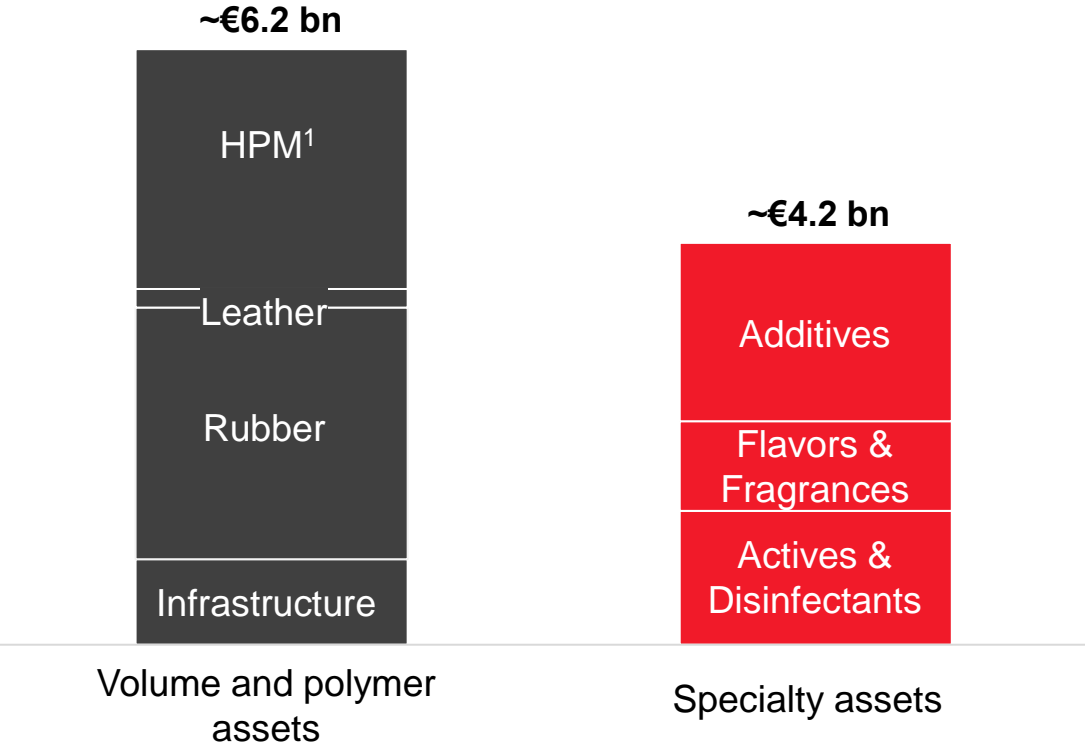 ~€6.2 bn
HPM¹
Leather
Rubber
Infrastructure
Volume and polymer
assets
~€4.2 bn
Additives
Flavors &
Fragrances
Actives &
Disinfectants
Specialty assets